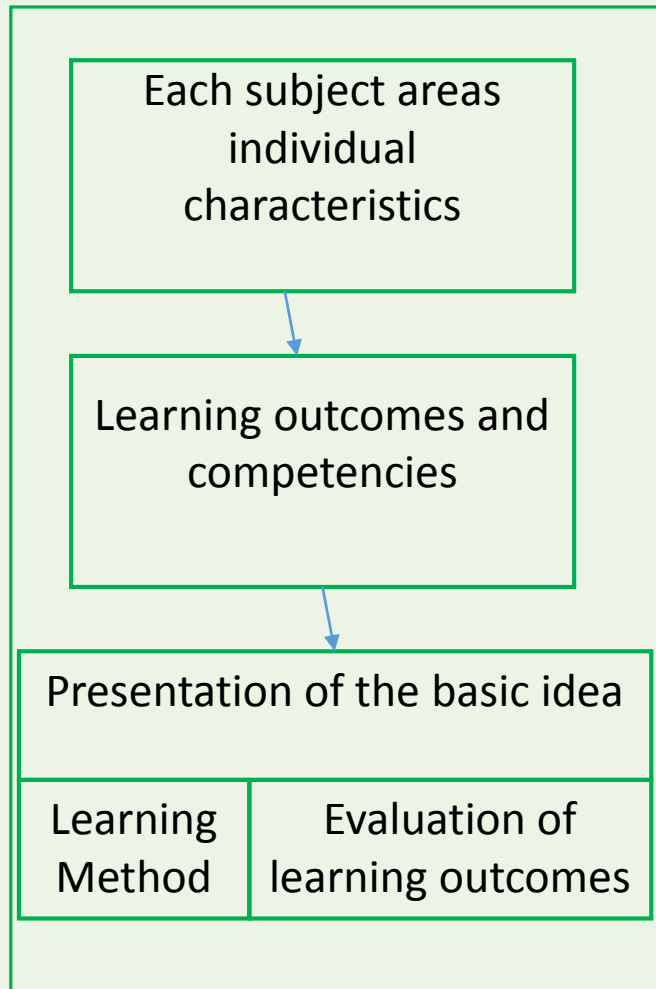 Each subject areas
individual
characteristics
Learning outcomes and
competencies
Presentation of the basic idea
Learning
Method
Evaluation of
learning outcomes